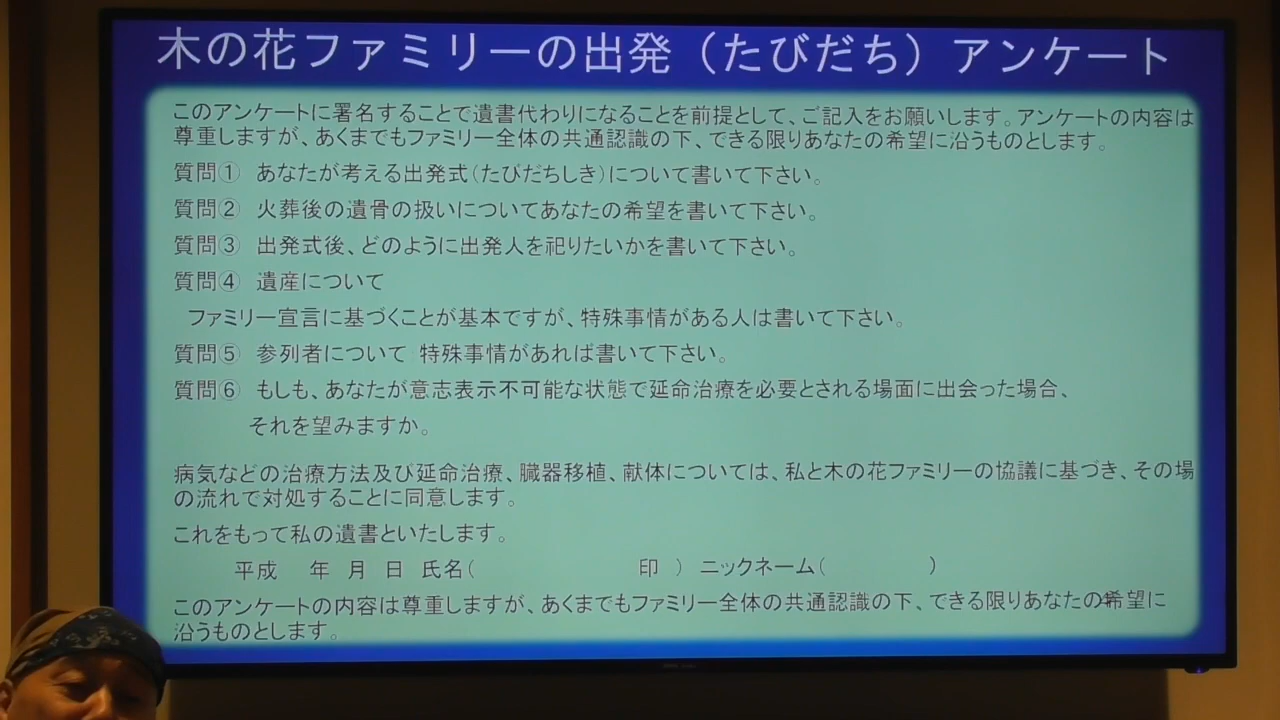 木の花ファミリーの出発（たびだち）アンケート
このアンケートに署名することで遺書代わりになることを前提として、ご記入をお願いします。アンケートの内容は
尊重しますが、あくまでもファミリー全体の共通認識の下、できる限りあなたの希望に沿うものとします。
質問① あなたが考える出発式(たびだちしき)について書いて下さい。
質問② 火葬後の遺骨の扱いについてあなたの希望を書いて下さい。
質問③ 出発式後、どのように出発人を祀りたいかを書いて下さい。
質問④ 遺産について
ファミリー宣言に基づくことが基本ですが、特殊事情がある人は書いて下さい。
質問⑤ 参列者について 特殊事情があれば書いて下さい。
質問⑥ もしも、あなたが意志表示不可能な状態で延命治療を必要とされる場面に出会った場合、
それを望みますか。
病気などの治療方法及び延命治療、臓器移植、献体については、私と木の花ファミリーの協議に基づき、その場
の流れで対処することに同意します。
これをもって私の遺書といたします。
平成 年 月 日 氏名( 印 ) ニックネーム( )
このアンケートの内容は尊重しますが、あくまでもファミリー全体の共通認識の下、できる限りあなたの希望に
沿うものとします。